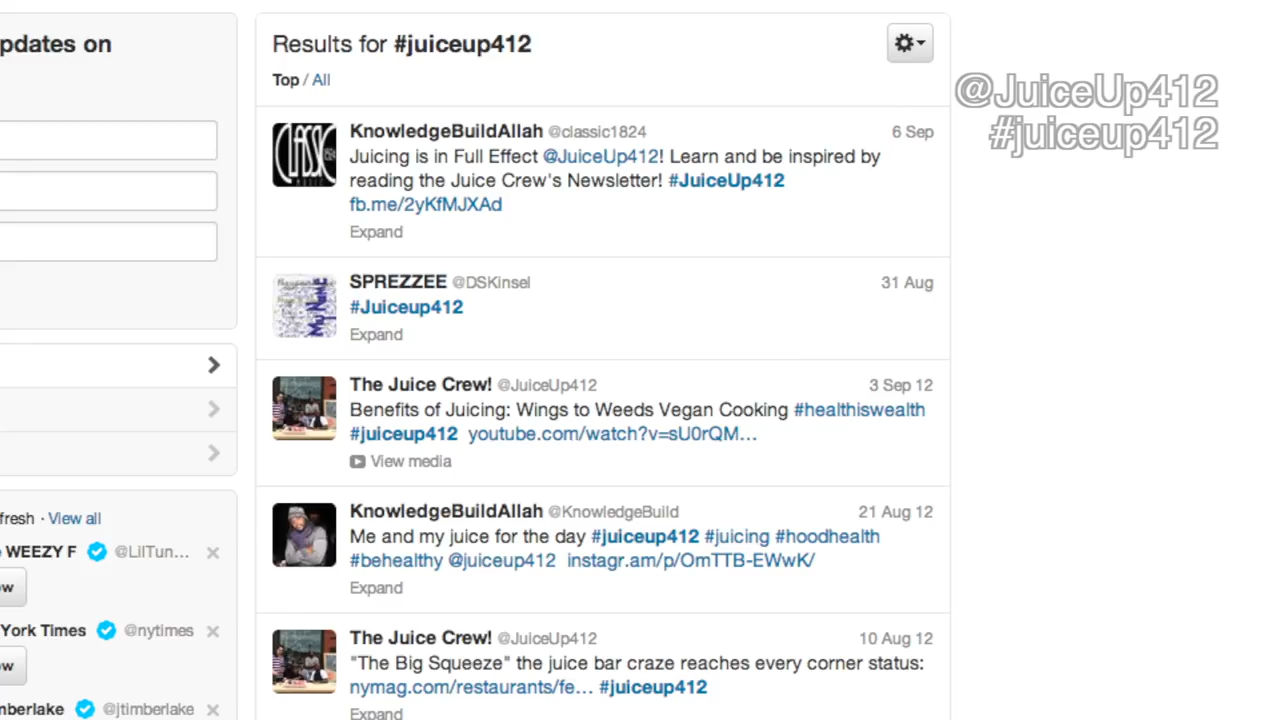 pdates on
fresh · View all
WEEZY F @LilTun...
ow
York Times @nytimes
ow
mberlake @jtimberlake
Results for #juiceup412
Top / All
KnowledgeBuildAllah @classic1824 6 Sep
Juicing is in Full Effect @JuiceUp412! Learn and be inspired by
reading the Juice Crew's Newsletter! #JuiceUp412
fb.me/2yKfMJXAd
Expand
SPREZZEE @DSKinsel 31 Aug
#Juiceup412
Expand
The Juice Crew! @JuiceUp412 3 Sep 12
Benefits of Juicing: Wings to Weeds Vegan Cooking #healthiswealth
#juiceup412 youtube.com/watch?v=sU0rQM...
View media
KnowledgeBuildAllah @KnowledgeBuild 21 Aug 12
Me and my juice for the day #juiceup412 #juicing #hoodhealth
#behealthy @juiceup412 instagr.am/p/OmTTB-EWwK/
Expand
The Juice Crew! @JuiceUp412 10 Aug 12
"The Big Squeeze" the juice bar craze reaches every corner status:
nymag.com/restaurants/fe... #juiceup412
Expand
@JuiceUp412
#juiceup412